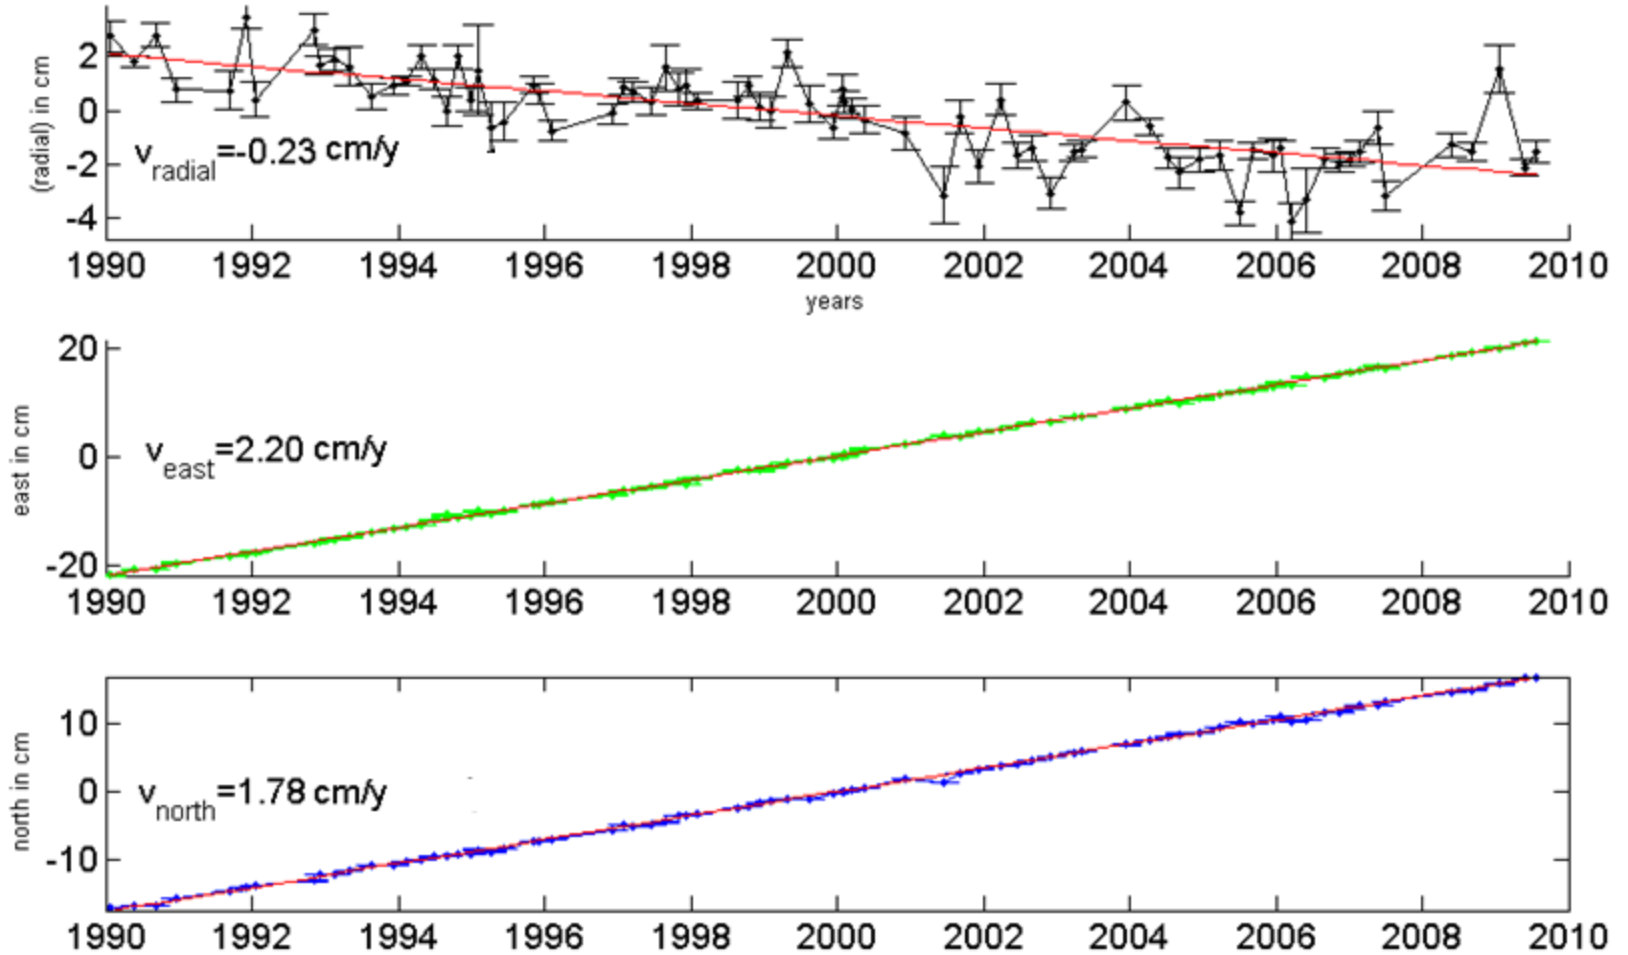 (radial) in cm
2
0
-2
-4
vradial=-0.23 cm/y
1990 1992 1994 1996 1998 2000 2002 2004 2006 2008 2010
years
east in cm
20
0
-20
veast=2.20 cm/y
1990 1992 1994 1996 1998 2000 2002 2004 2006 2008 2010
north in cm
10
0
-10
vnorth=1.78 cm/y
1990 1992 1994 1996 1998 2000 2002 2004 2006 2008 2010